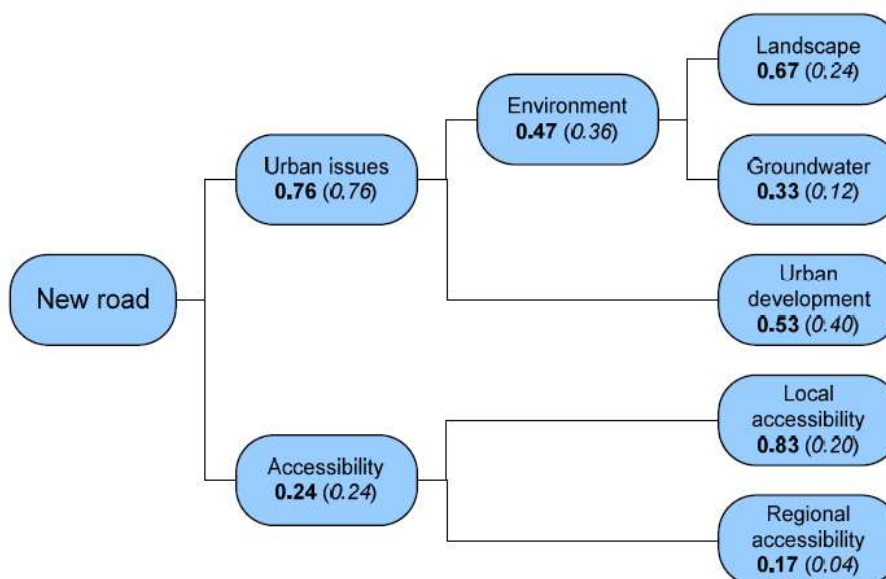 New road
Urban issues
0.76 (0.76)
Accessibility
0.24 (0.24)
Environment
0.47 (0.36)
Landscape
0.67 (0.24)
Groundwater
0.33 (0.12)
Urban
development
0.53 (0.40)
Local
accessibility
0.83 (0.20)
Regional
accessibility
0.17 (0.04)